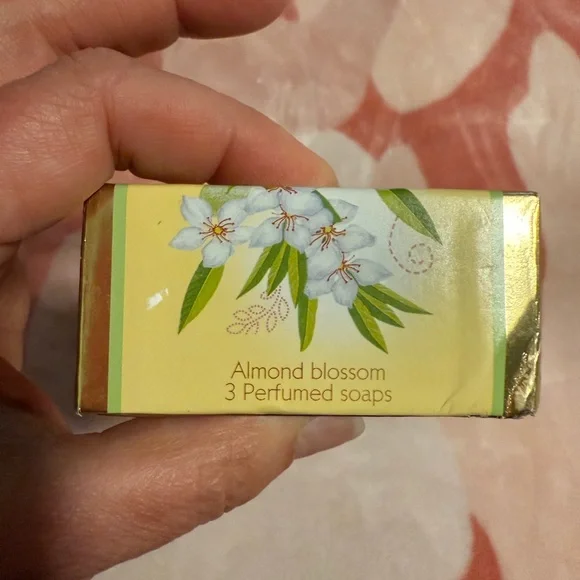 Almond blossom
3 Perfumed soaps